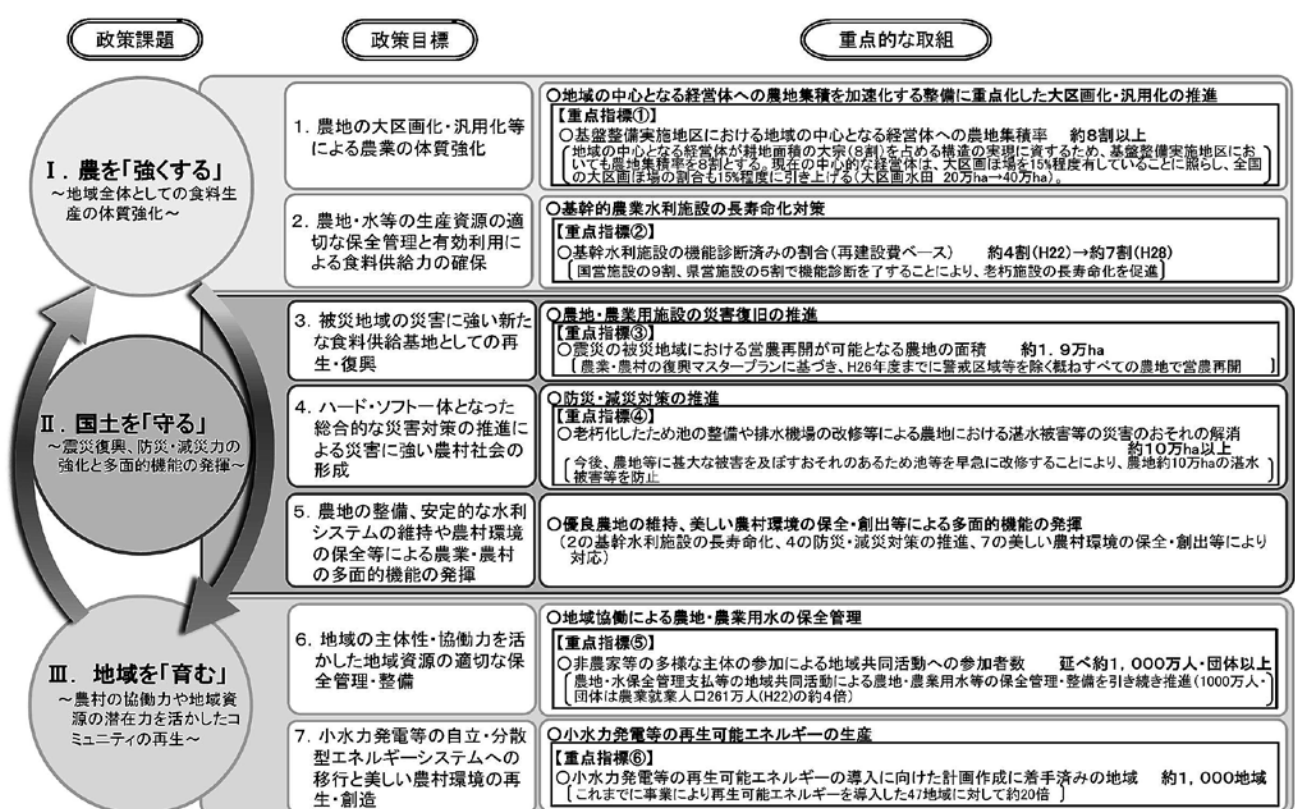 政策課題
政策目標
重点的な取組
Ⅰ．農を「強くする」
～地域全体としての食料生
産の体質強化～
1．農地の大区画化・汎用化等
による農業の体質強化
○地域の中心となる経営体への農地集積を加速化する整備に重点化した大区画化・汎用化の推進
【重点指標①】
○基盤整備実施地区における地域の中心となる経営体への農地集積率　約8割以上
地域の中心となる経営体が耕地面積の大宗（8割）を占める構造の実現に資するため、基盤整備実施地区にお
いても農地集積率を8割とする。現在の中心的な経営体は、大区画ほ場を15％程度有していることに照らし、全国
の大区画ほ場の割合も15％程度に引き上げる（大区画水田　20万ha→40万ha）。
2．農地・水等の生産資源の適
切な保全管理と有効利用に
よる食料供給力の確保
○基幹的農業水利施設の長寿命化対策
【重点指標②】
○基幹水利施設の機能診断済みの割合（再建設費ベース）　約4割（H22）→約7割（H28）
国営施設の9割、県営施設の5割で機能診断を了することにより、老朽施設の長寿命化を促進
Ⅱ．国土を「守る」
～震災復興、防災・減災力の
強化と多面的機能の発揮～
3．被災地域の災害に強い新た
な食料供給基地としての再
生・復興
○農地・農業用施設の災害復旧の推進
【重点指標③】
○震災の被災地域における営農再開が可能となる農地の面積　約1．9万ha
［農業・農村の復興マスタープランに基づき、H26年度までに警戒区域等を除く概ねすべての農地で営農再開］
4．ハード・ソフト一体となった
総合的な災害対策の推進に
よる災害に強い農村社会の
形成
○防災・減災対策の推進
【重点指標④】
○老朽化したため池の整備や排水機場の改修等による農地における湛水被害等の災害のおそれの解消
約10万ha以上
今後、農地等に甚大な被害を及ぼすおそれのあるため池等を早急に改修することにより、農地約10万haの湛水
被害等を防止
5．農地の整備、安定的な水利
システムの維持や農村環境
の保全等による農業・農村
の多面的機能の発揮
○優良農地の維持、美しい農村環境の保全・創出等による多面的機能の発揮
（2の基幹水利施設の長寿命化、4の防災・減災対策の推進、7の美しい農村環境の保全・創出等により
対応）
Ⅲ．地域を「育む」
～農村の協働力や地域資
源の潜在力を活かしたコ
ミュニティの再生～
6．地域の主体性・協働力を活
かした地域資源の適切な保
全管理・整備
○地域協働による農地・農業用水の保全管理
【重点指標⑤】
○非農家等の多様な主体の参加による地域共同活動への参加者数　延べ約1，000万人・団体以上
農地・水保全管理支払等の地域共同活動による農地・農業用水等の保全管理・整備を引き続き推進（1000万人・
団体は農業就業人口261万人（H22）の約4倍）
7．小水力発電等の自立・分散
型エネルギーシステムへの
移行と美しい農村環境の再
生・創造
○小水力発電等の再生可能エネルギーの生産
【重点指標⑥】
○小水力発電等の再生可能エネルギーの導入に向けた計画作成に着手済みの地域　約1，000地域
［これまでに事業により再生可能エネルギーを導入した47地域に対して約20倍］